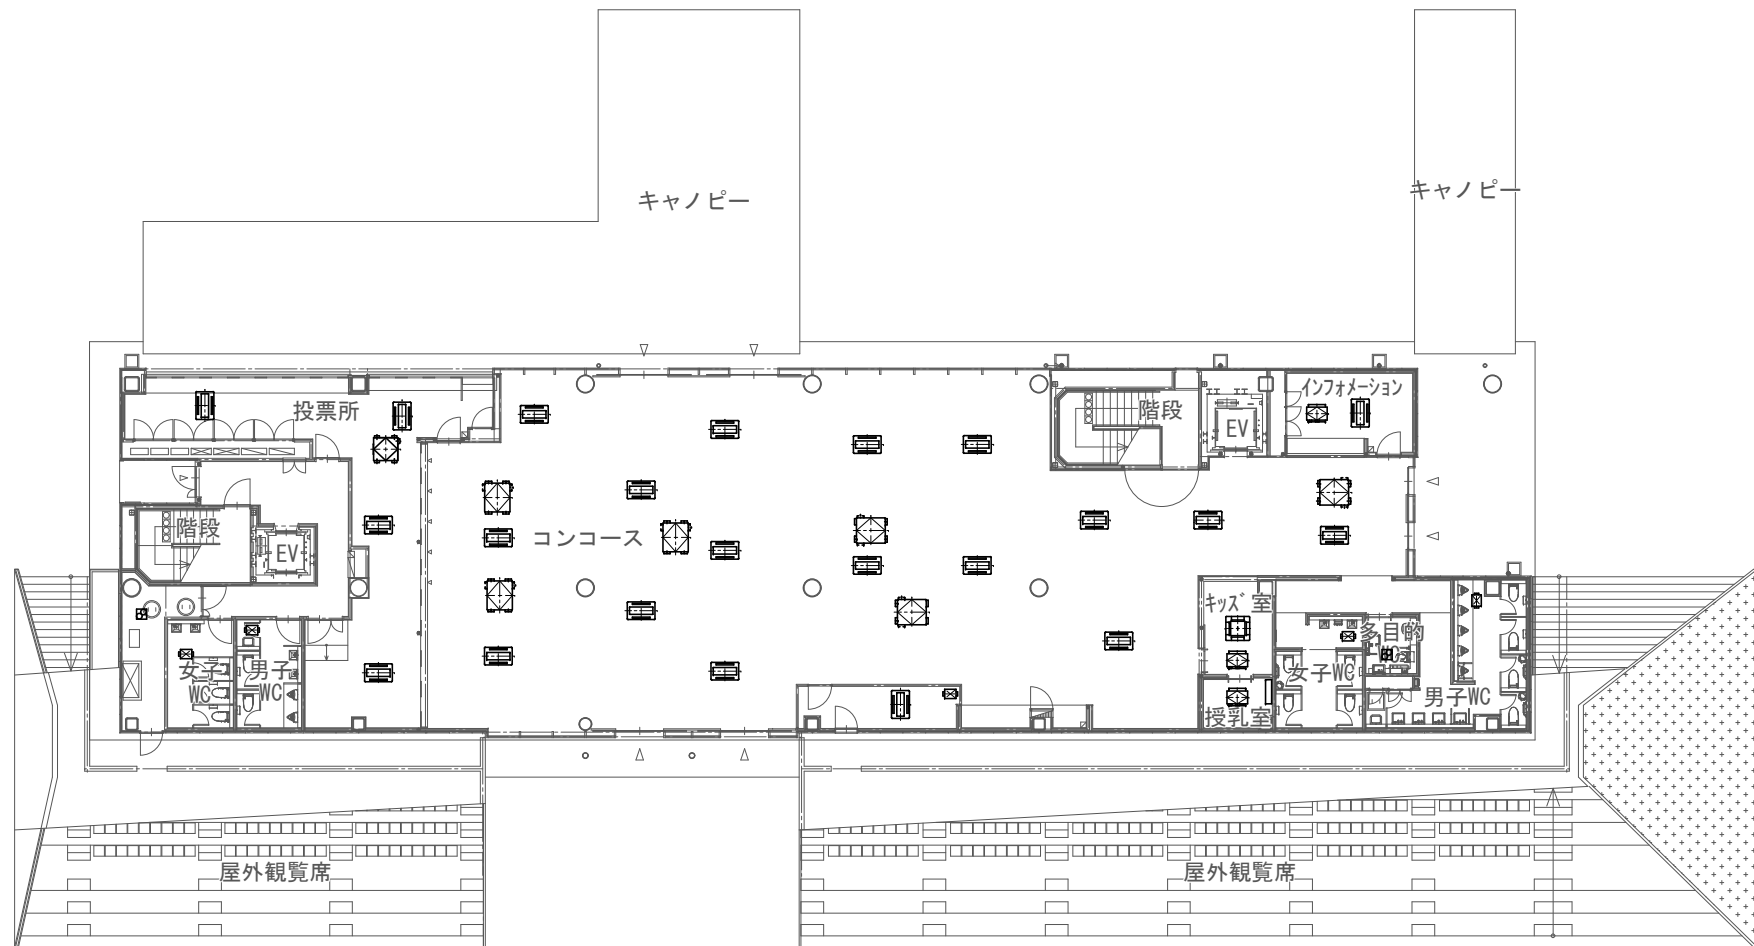 キャノピー
キャノピー
投票所
階段
インフォメーション
EV
階段
EV
コンコース
キッズ室
多目的
WC
女子
WC
男子
WC
女子WC
男子WC
授乳室
屋外観覧席
屋外観覧席